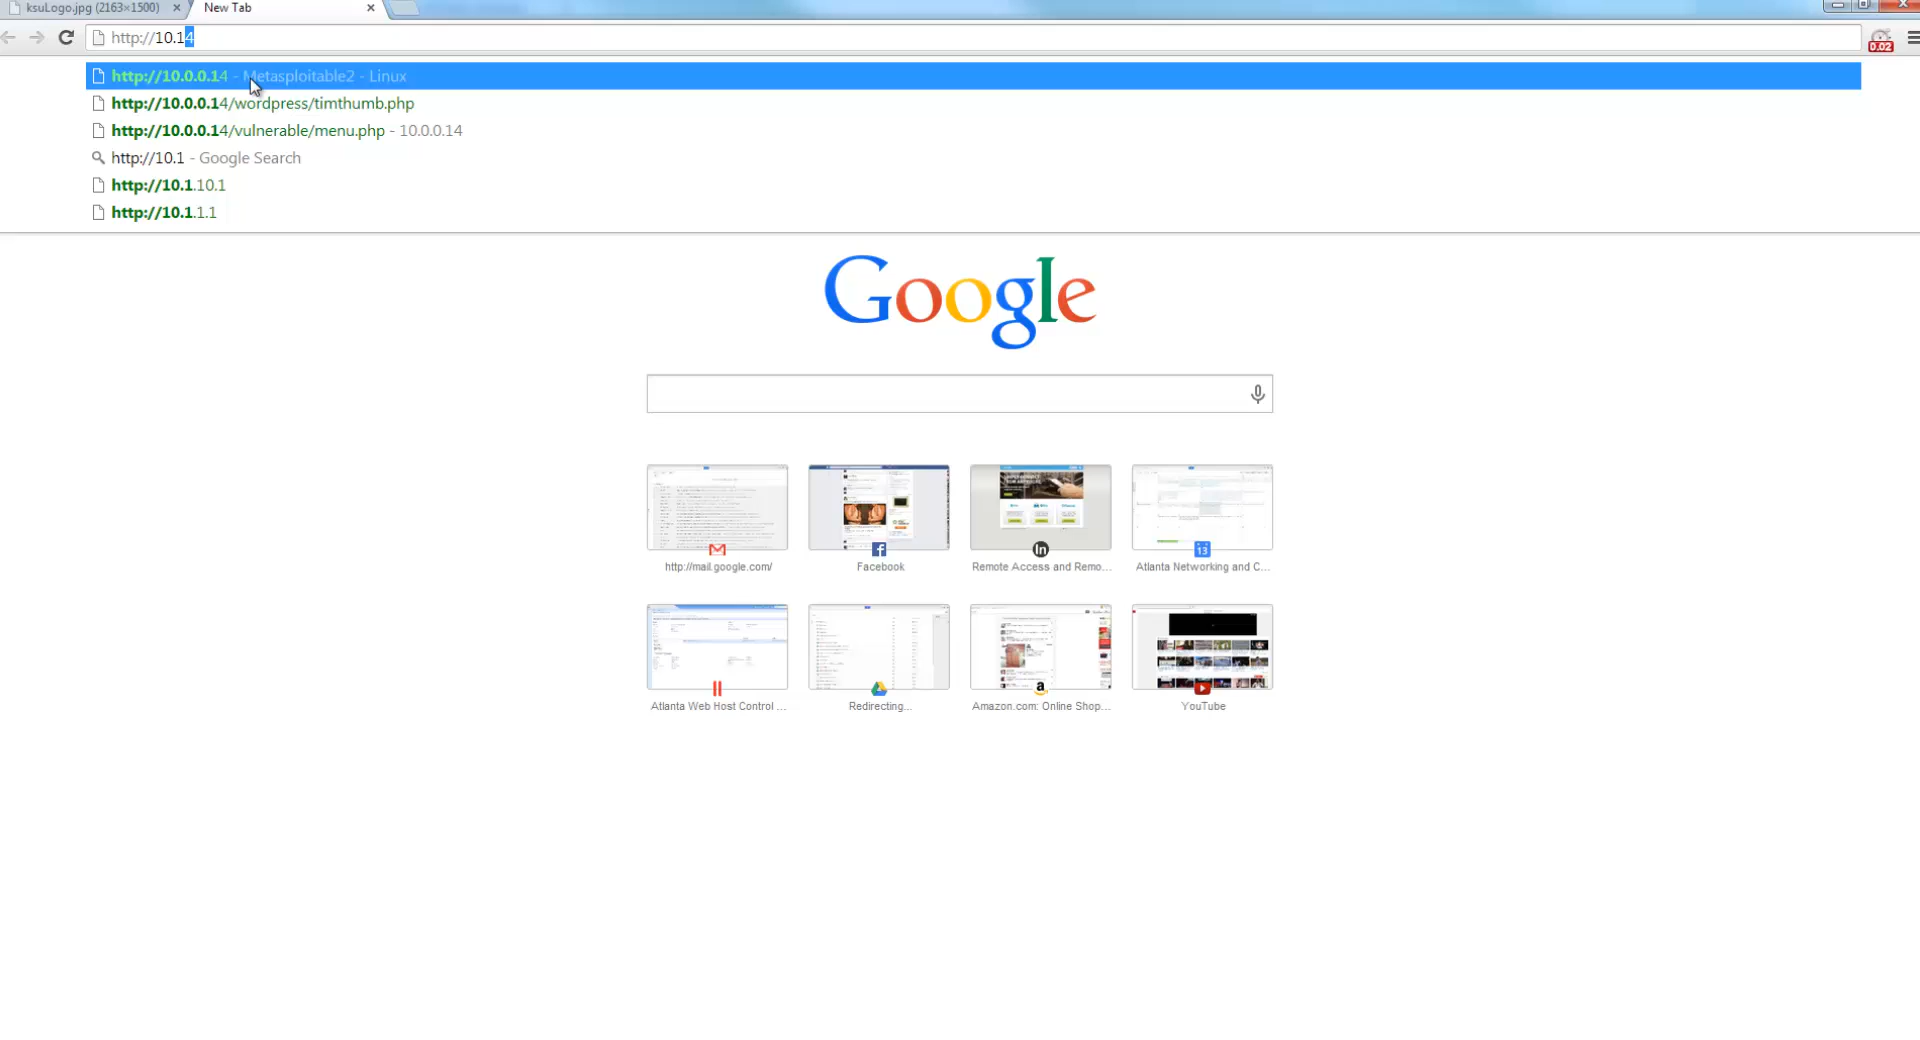 ksuLogo.jpg (2163×1500)
New Tab
http://10.14
0.02
http://10.0.0.14 - Metasploitable2 - Linux
http://10.0.0.14/wordpress/timthumb.php
http://10.0.0.14/vulnerable/menu.php - 10.0.0.14
http://10.1 - Google Search
http://10.1.10.1
http://10.1.1.1
Google
13
http://mail.google.com/ Facebook Remote Access and Remo... Atlanta Networking and C...
Atlanta Web Host Control ... Redirecting... Amazon.com: Online Shop... YouTube